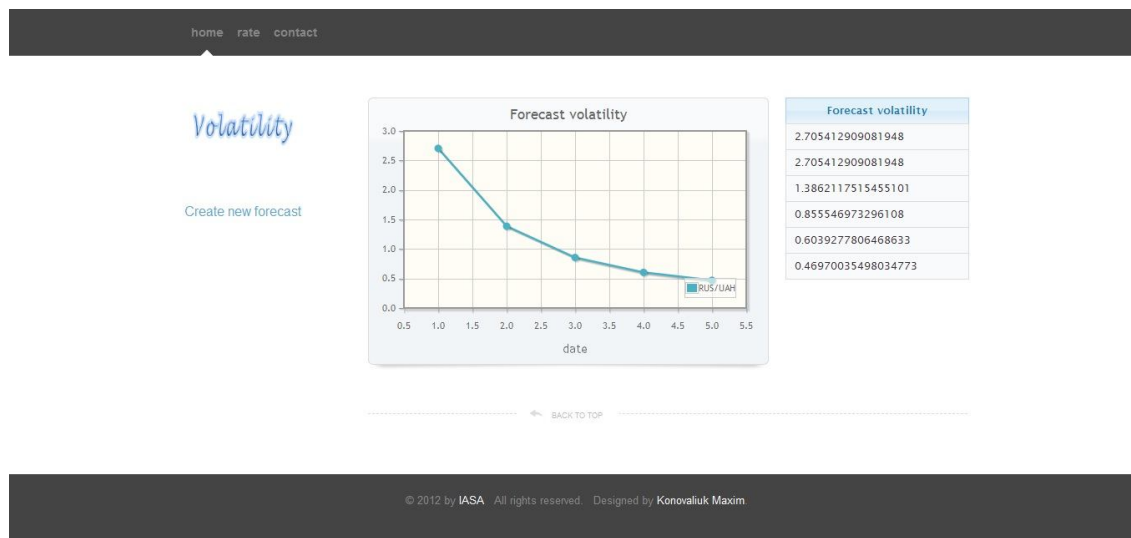 home rate contact
Volatility
Create new forecast
Forecast volatility
3.0
2.5
2.0
1.5
1.0
0.5
0.0
RUS/UAH
0.5 1.0 1.5 2.0 2.5 3.0 3.5 4.0 4.5 5.0 5.5
date
Forecast volatility
2.705412909081948
2.705412909081948
1.3862117515455101
0.855546973296108
0.6039277806468633
0.46970035498034773
BACK TO TOP
© 2012 by IASA All rights reserved. Designed by Konovaliuk Maxim.